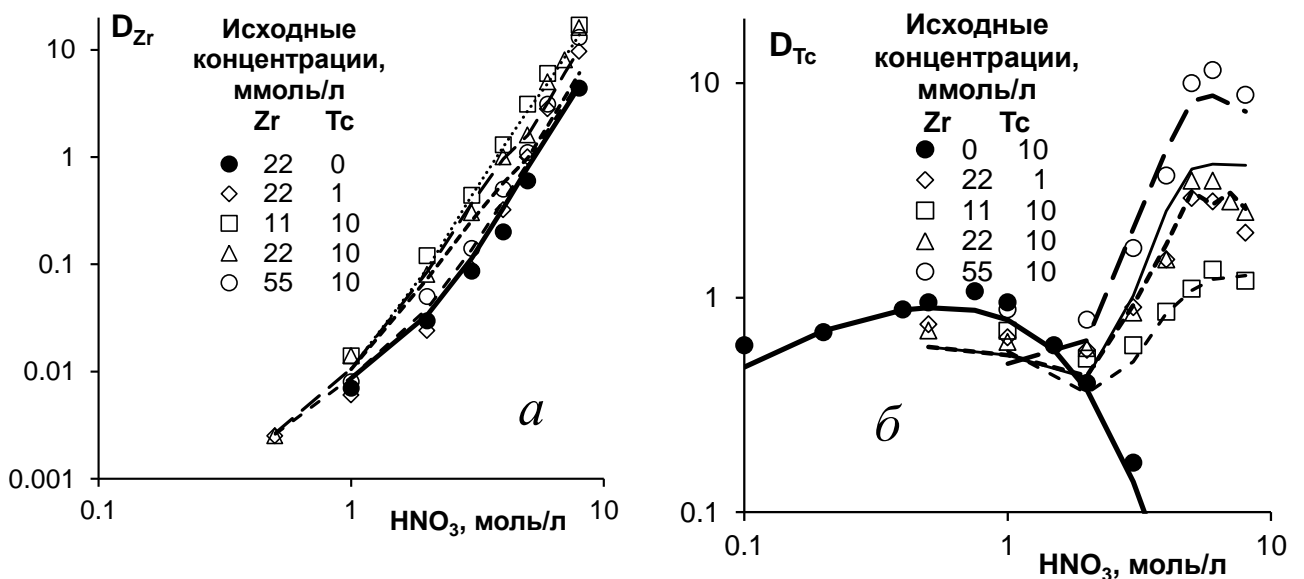 D_Zr
Исходные
концентрации,
ммоль/л
Zr Tc
22 0
22 1
11 10
22 10
55 10
10
1
0.1
0.01
0.001
0.1 1 10
HNO₃, моль/л
а
D_Tc
Исходные
концентрации,
ммоль/л
Zr Tc
0 10
22 1
11 10
22 10
55 10
10
1
0.1
0.1 1 10
HNO₃, моль/л
б